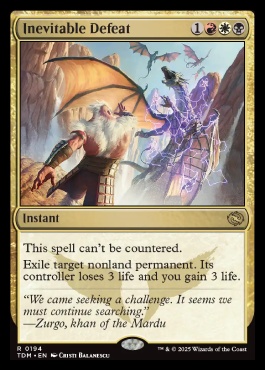 Inevitable Defeat 1
Instant
This spell can't be countered.
Exile target nonland permanent. Its
controller loses 3 life and you gain 3 life.
“We came seeking a challenge. It seems we
must continue searching.”
—Zurgo, khan of the Mardu
R 0194
TDM • EN Cristi Balanescu
™ & © 2025 Wizards of the Coast